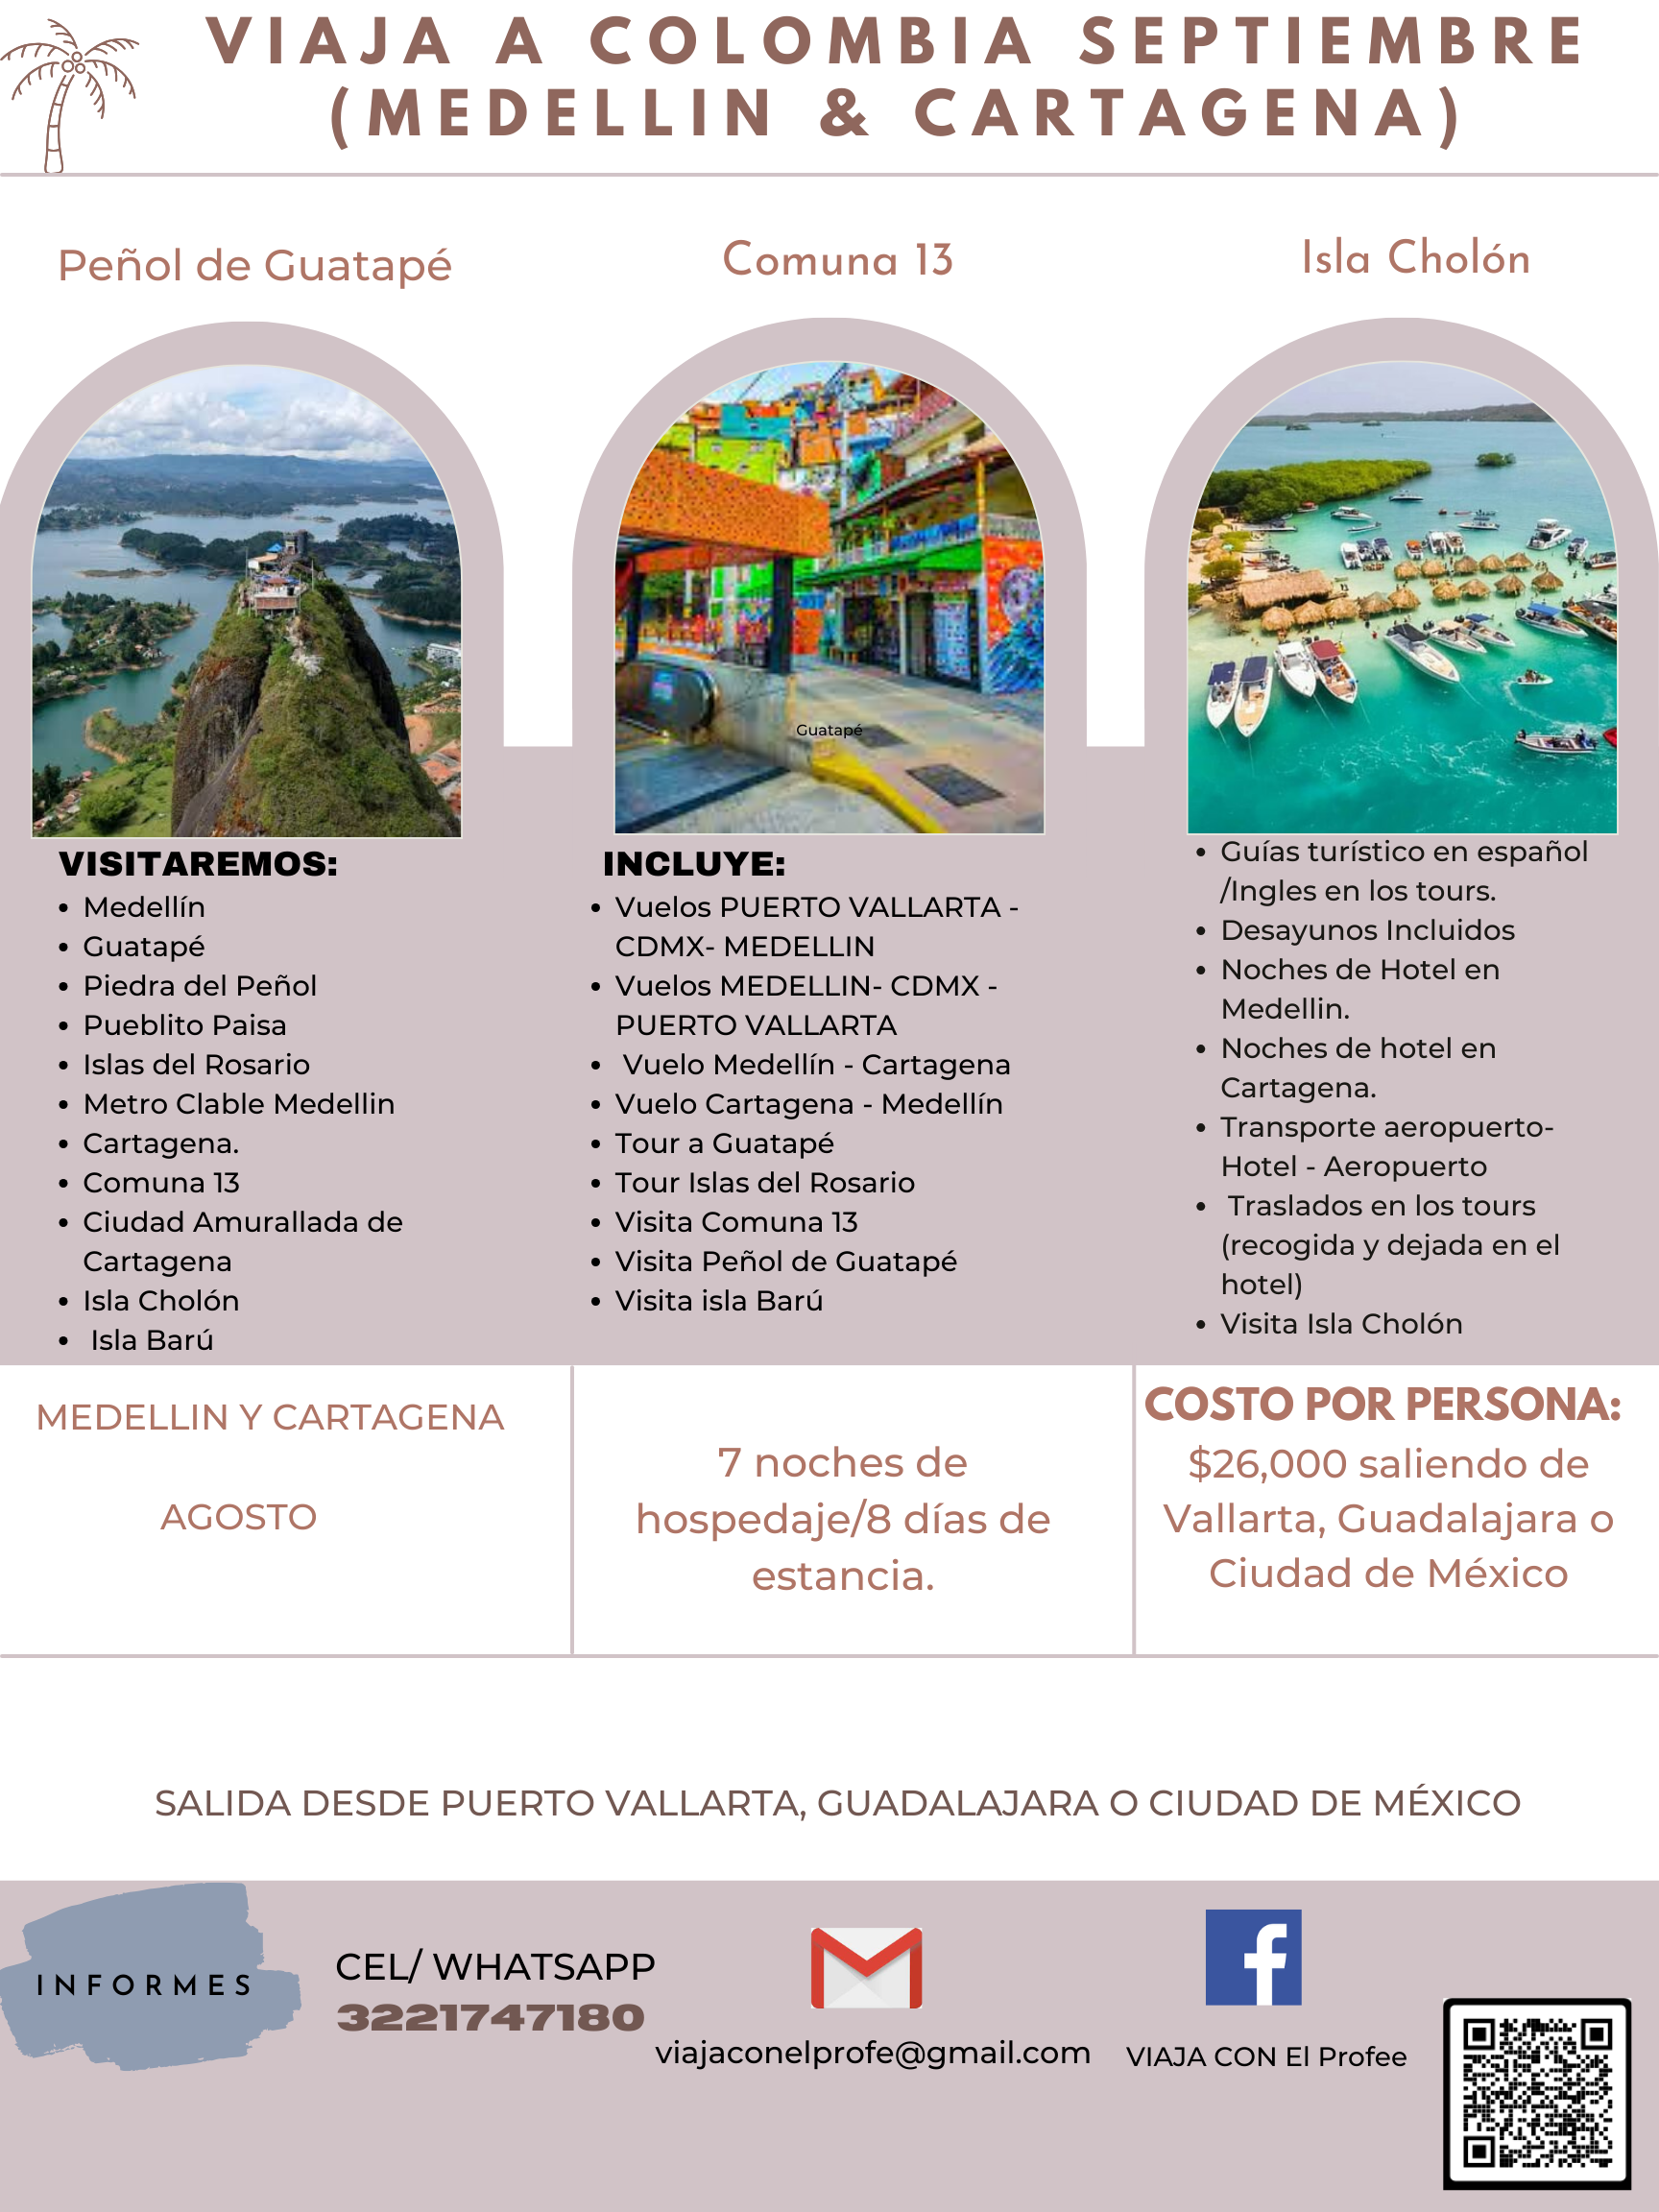 VIAJA A COLOMBIA SEPTIEMBRE
(MEDELLIN & CARTAGENA)
Peñol de Guatapé
Comuna 13
Isla Cholón
Guatapé
VISITAREMOS:
• Medellín
• Guatapé
• Piedra del Peñol
• Pueblito Paisa
• Islas del Rosario
• Metro Clable Medellin
• Cartagena.
• Comuna 13
• Ciudad Amurallada de
Cartagena
• Isla Cholón
• Isla Barú
INCLUYE:
• Vuelos PUERTO VALLARTA -
CDMX- MEDELLIN
• Vuelos MEDELLIN- CDMX -
PUERTO VALLARTA
• Vuelo Medellín - Cartagena
• Vuelo Cartagena - Medellín
• Tour a Guatapé
• Tour Islas del Rosario
• Visita Comuna 13
• Visita Peñol de Guatapé
• Visita isla Barú
• Guías turístico en español
/Ingles en los tours.
• Desayunos Incluidos
• Noches de Hotel en
Medellin.
• Noches de hotel en
Cartagena.
• Transporte aeropuerto-
Hotel - Aeropuerto
• Traslados en los tours
(recogida y dejada en el
hotel)
• Visita Isla Cholón
MEDELLIN Y CARTAGENA
AGOSTO
7 noches de
hospedaje/8 días de
estancia.
COSTO POR PERSONA:
$26,000 saliendo de
Vallarta, Guadalajara o
Ciudad de México
SALIDA DESDE PUERTO VALLARTA, GUADALAJARA O CIUDAD DE MÉXICO
INFORMES
CEL/ WHATSAPP
3221747180
viajaconelprofe@gmail.com
VIAJA CON El Profee